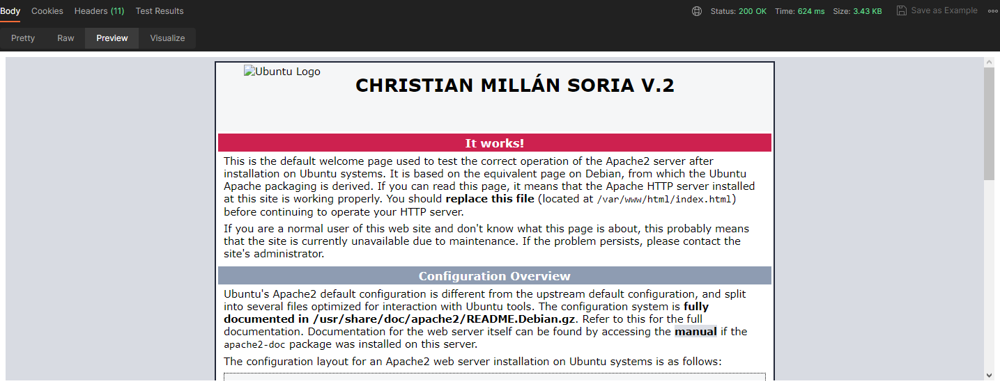 Body Cookies Headers (11) Test Results Status: 200 OK Time: 624 ms Size: 3.43 KB Save as Example
Pretty Raw Preview Visualize
Ubuntu Logo
CHRISTIAN MILLÁN SORIA V.2
It works!
This is the default welcome page used to test the correct operation of the Apache2 server after
installation on Ubuntu systems. It is based on the equivalent page on Debian, from which the Ubuntu
Apache packaging is derived. If you can read this page, it means that the Apache HTTP server installed
at this site is working properly. You should replace this file (located at /var/www/html/index.html)
before continuing to operate your HTTP server.
If you are a normal user of this web site and don't know what this page is about, this probably means
that the site is currently unavailable due to maintenance. If the problem persists, please contact the
site's administrator.
Configuration Overview
Ubuntu's Apache2 default configuration is different from the upstream default configuration, and split
into several files optimized for interaction with Ubuntu tools. The configuration system is fully
documented in /usr/share/doc/apache2/README.Debian.gz. Refer to this for the full
documentation. Documentation for the web server itself can be found by accessing the manual if the
apache2-doc package was installed on this server.
The configuration layout for an Apache2 web server installation on Ubuntu systems is as follows: